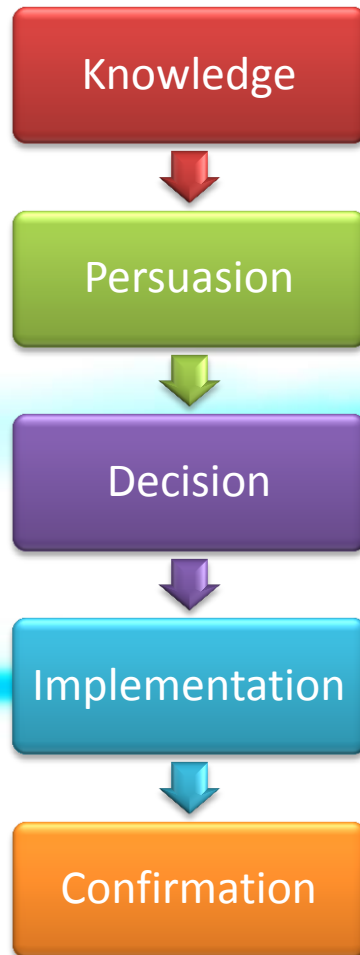 Knowledge
Persuasion
Decision
Implementation
Confirmation